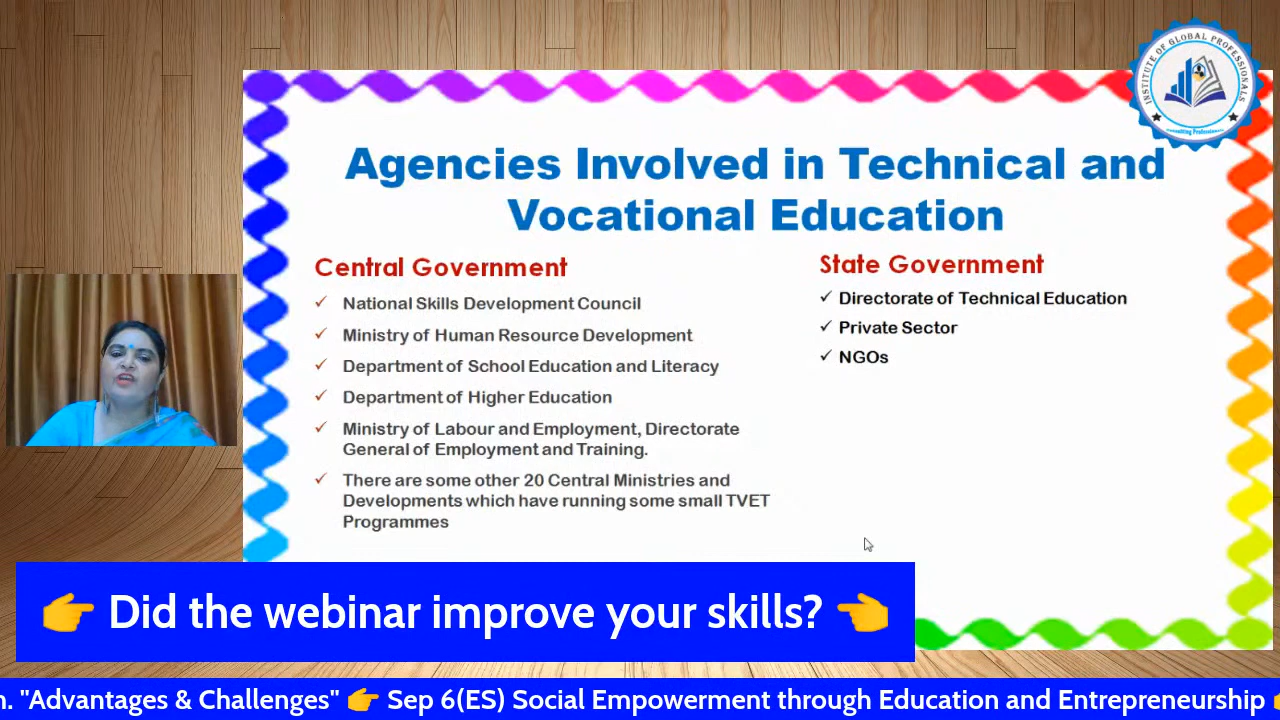 INSTITUTE OF GLOBAL PROFESSIONALS
Agencies Involved in Technical and
Vocational Education
Central Government
National Skills Development Council
Ministry of Human Resource Development
Department of School Education and Literacy
Department of Higher Education
Ministry of Labour and Employment, Directorate
General of Employment and Training.
There are some other 20 Central Ministries and
Developments which have running some small TVET
Programmes
State Government
✓ Directorate of Technical Education
✓ Private Sector
✓ NGOs
👉 Did the webinar improve your skills? 👈
n. "Advantages & Challenges" 👉 Sep 6(ES) Social Empowerment through Education and Entrepreneurship